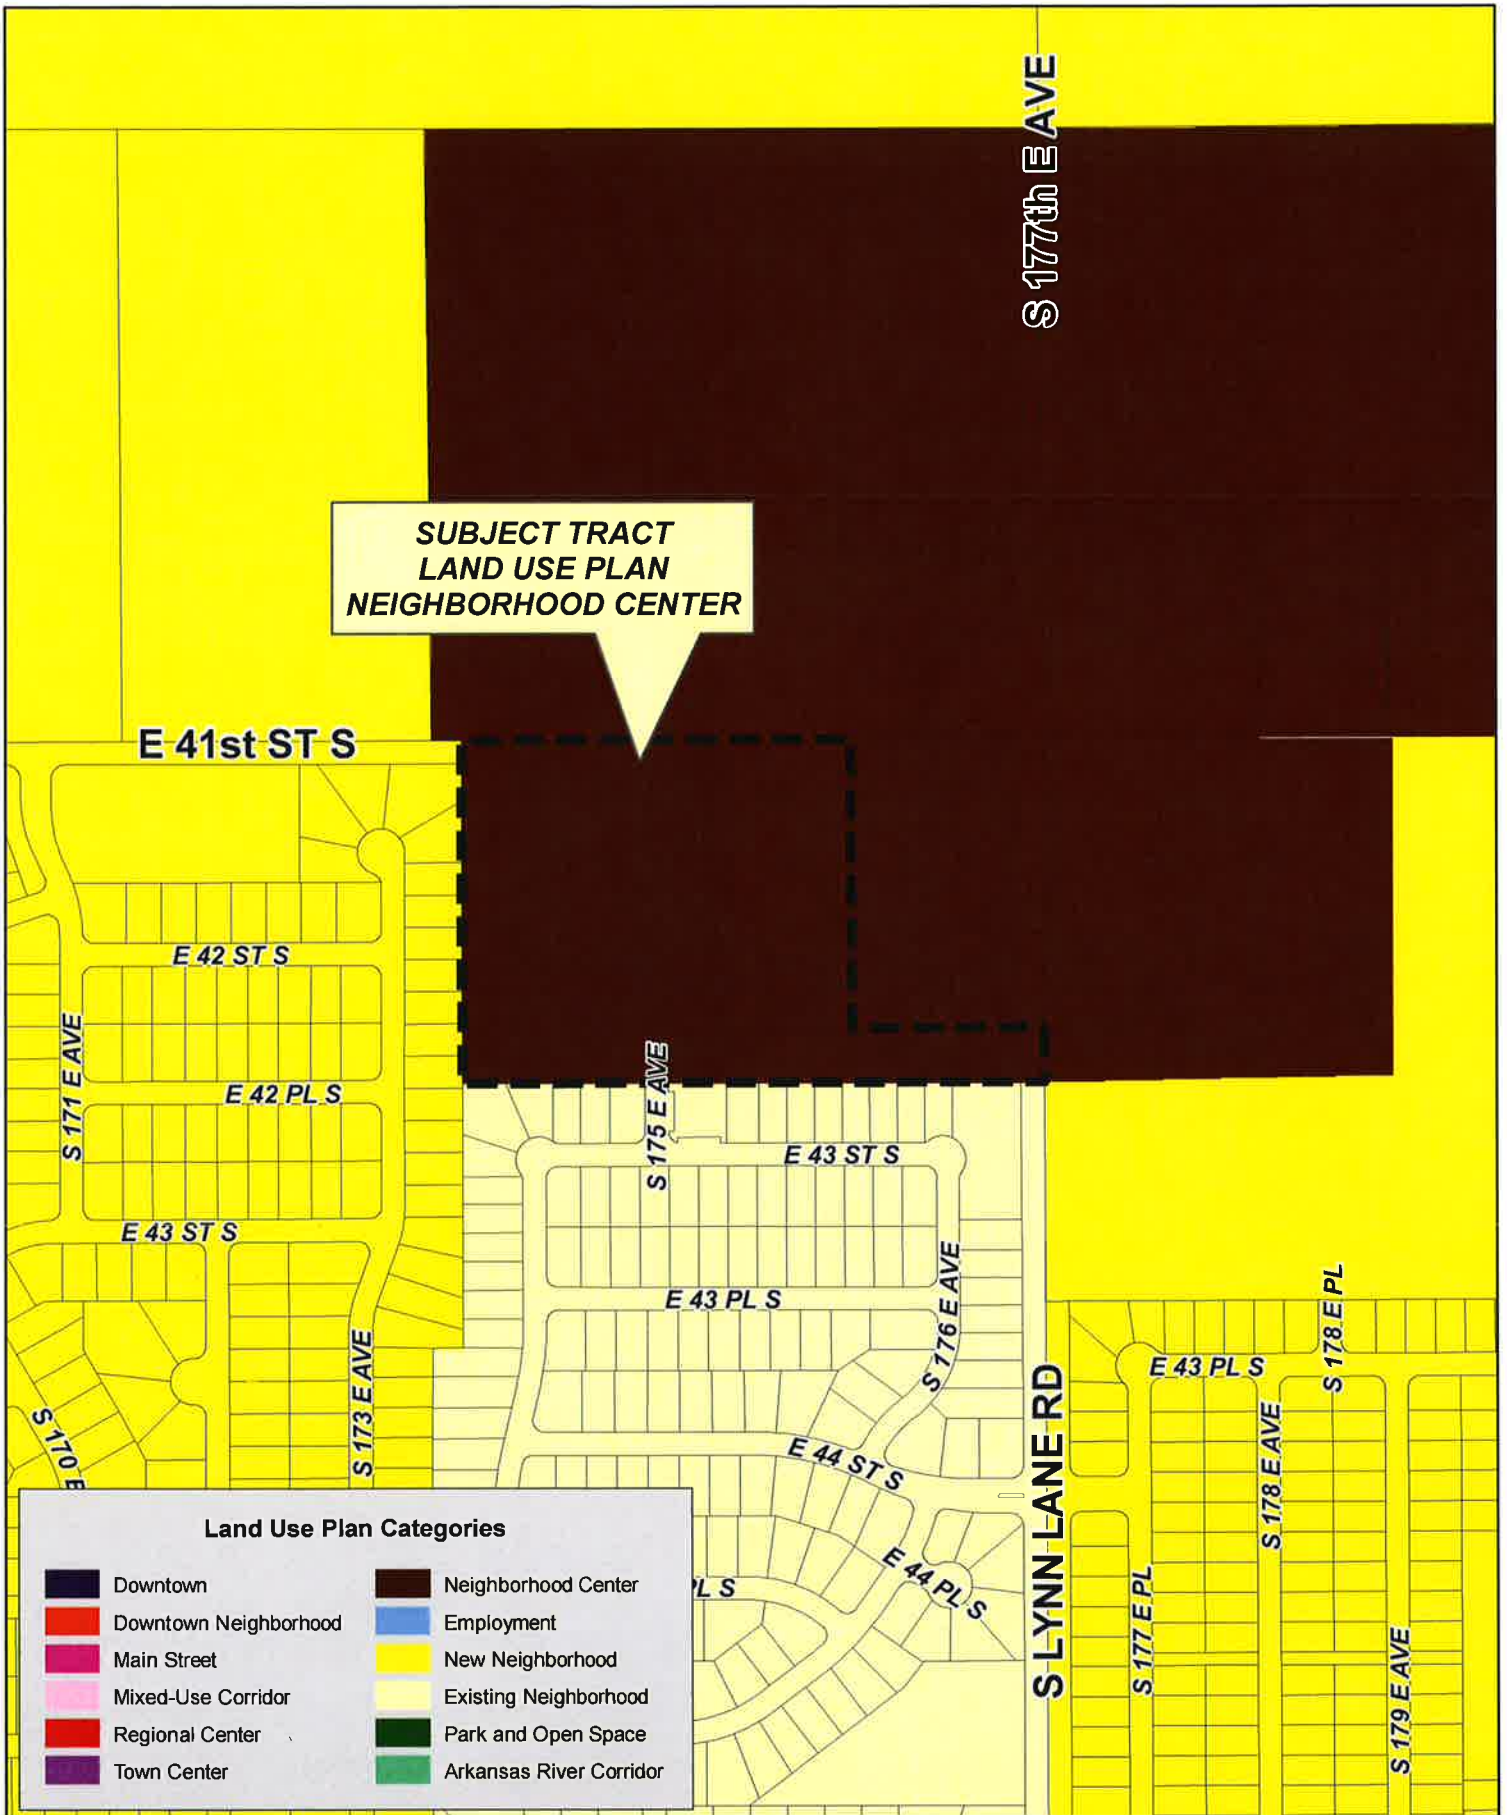 S 177th E AVE
SUBJECT TRACT
LAND USE PLAN
NEIGHBORHOOD CENTER
E 41st ST S
E 42 ST S
S 171 E AVE
E 42 PL S
S 175 E AVE
E 43 ST S
E 43 ST S
E 43 PL S
S 176 E AVE
S 178 E PL
E 43 PL S
S 173 E AVE
S LYNN LANE RD
S 170 E
E 44 ST S
S 178 E AVE
E 44 PL S
PL S
S 177 E PL
S 179 E AVE
Land Use Plan Categories
Downtown
Downtown Neighborhood
Main Street
Mixed-Use Corridor
Regional Center
Town Center
Neighborhood Center
Employment
New Neighborhood
Existing Neighborhood
Park and Open Space
Arkansas River Corridor